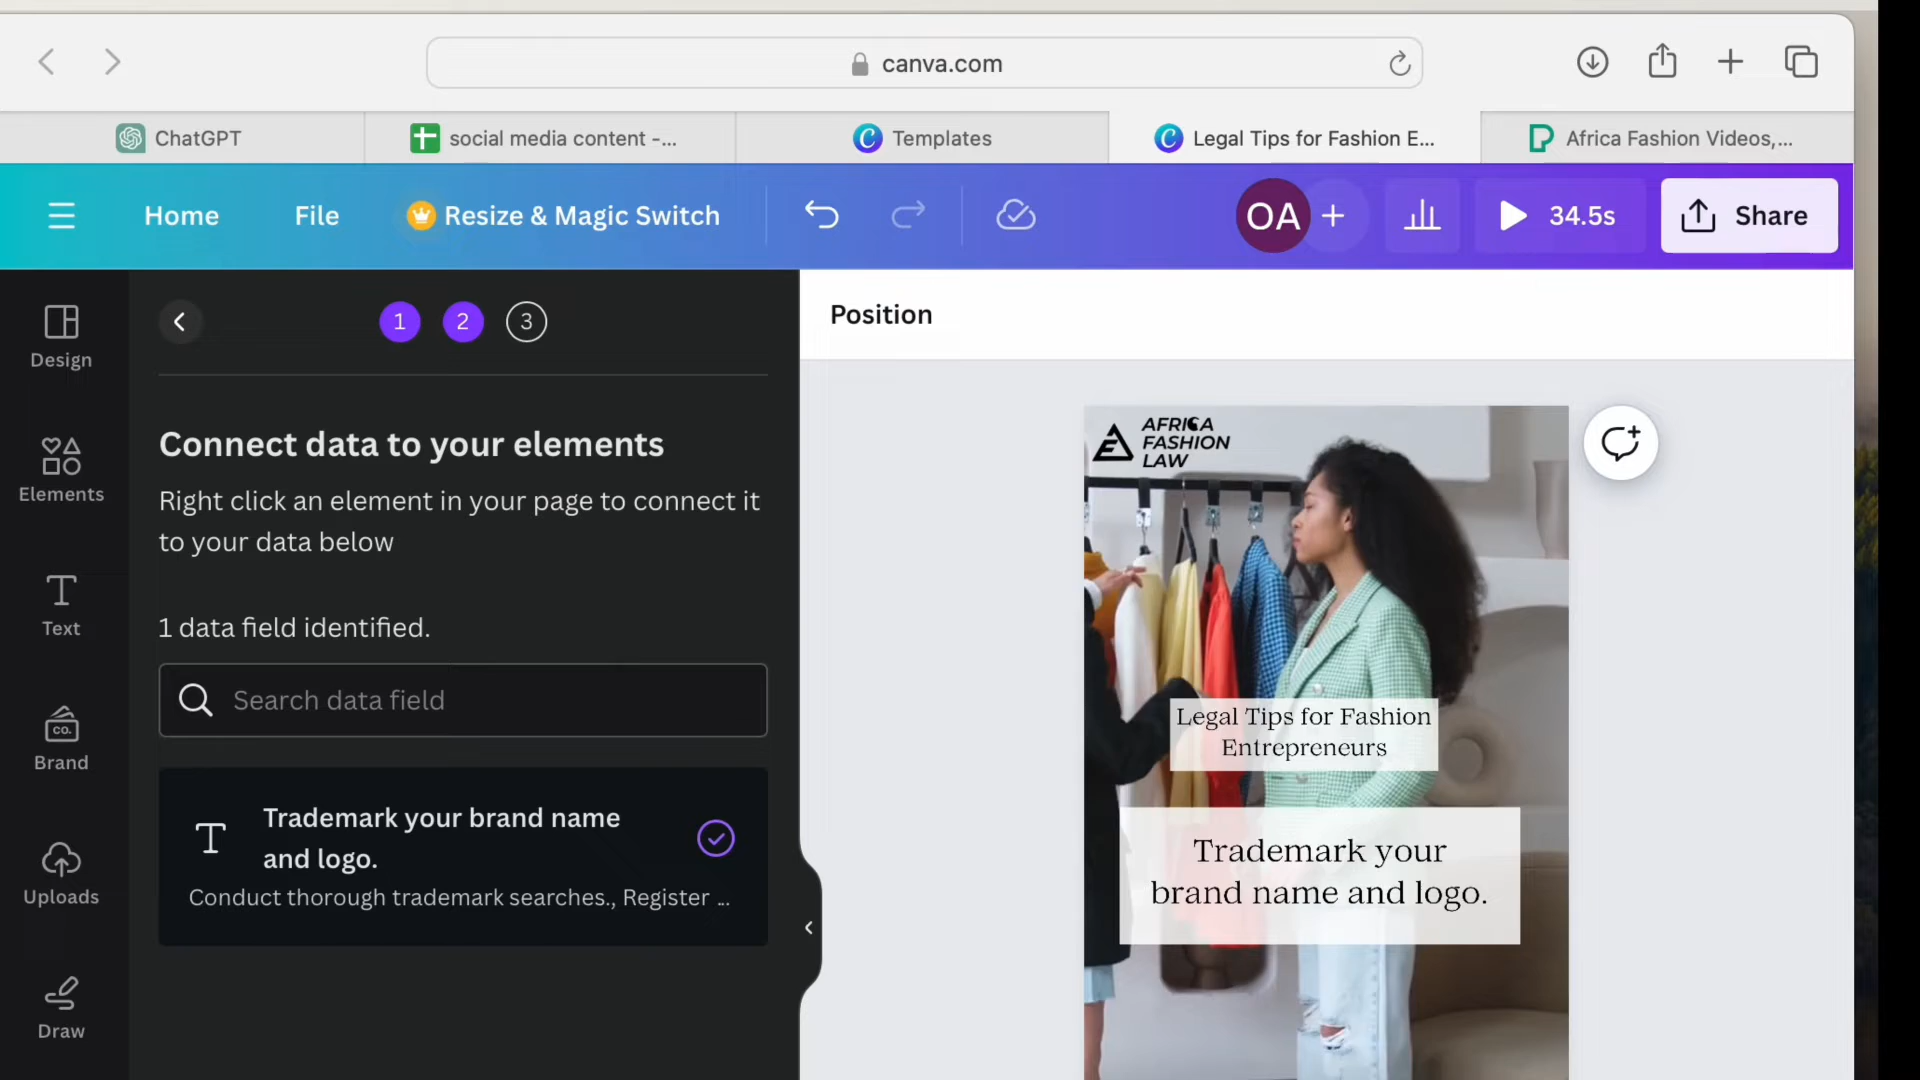 canva.com
ChatGPT
social media content -...
Templates
Legal Tips for Fashion E...
Africa Fashion Videos,...
Home
File
Resize & Magic Switch
OA
34.5s
Share
Design
Elements
Text
CO.
Brand
Uploads
Draw
1
2
3
Connect data to your elements
Right click an element in your page to connect it
to your data below
1 data field identified.
Search data field
Trademark your brand name
and logo.
Conduct thorough trademark searches., Register ...
Position
AFRICA
FASHION
LAW
Legal Tips for Fashion
Entrepreneurs
Trademark your
brand name and logo.